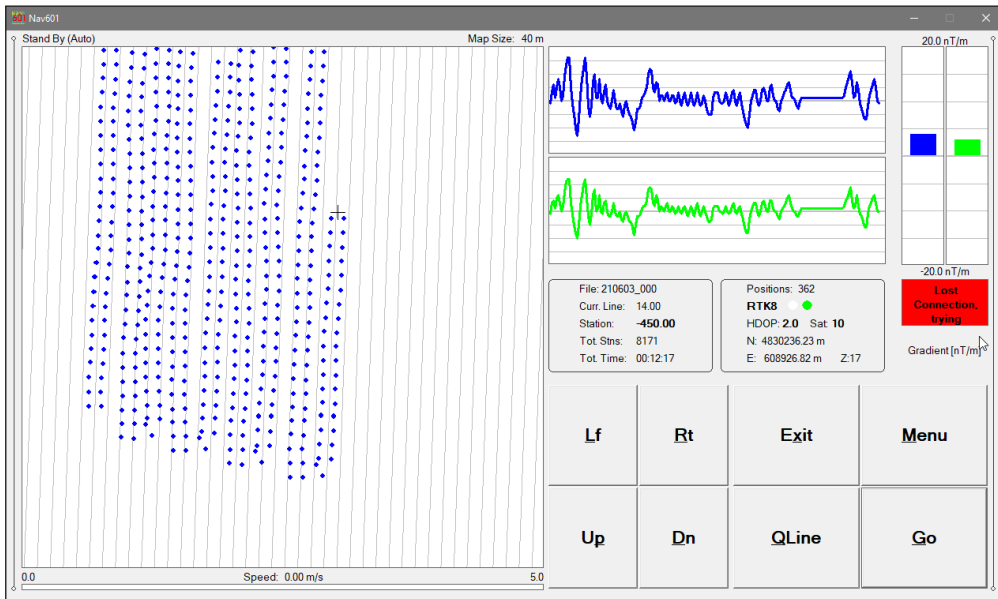 601 Nav601
Stand By (Auto)
Map Size: 40 m
0.0
Speed: 0.00 m/s
5.0
20.0 nT/m
-20.0 nT/m
File: 210603_000
Curr. Line: 14.00
Station: -450.00
Tot. Stns: 8171
Tot. Time: 00:12:17
Positions: 362
RTK8
HDOP: 2.0 Sat: 10
N: 4830236.23 m
E: 608926.82 m Z:17
Lost
Connection,
trying
Gradient [nT/m]
Lf
Rt
Exit
Menu
Up
Dn
QLine
Go